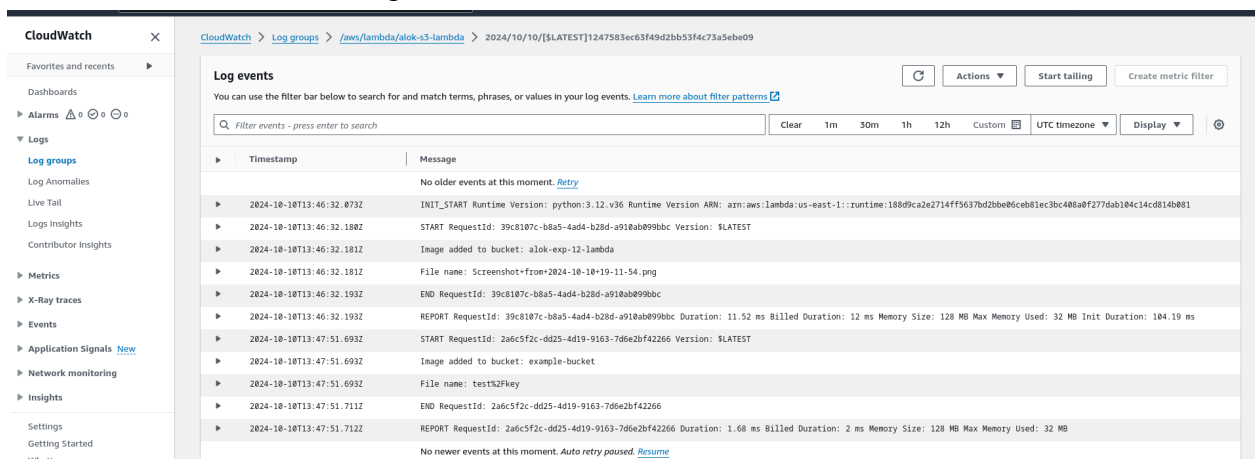 CloudWatch
Favorites and recents
Dashboards
Alarms 0 0 0
Logs
Log groups
Log Anomalies
Live Tail
Logs Insights
Contributor Insights
Metrics
X-Ray traces
Events
Application Signals New
Network monitoring
Insights
Settings
Getting Started
CloudWatch > Log groups > /aws/lambda/alok-s3-lambda > 2024/10/10/[$LATEST]1247583ec63f49d2bb53f4c73a5ebe09
Log events
Actions
Start tailing
Create metric filter
You can use the filter bar below to search for and match terms, phrases, or values in your log events. Learn more about filter patterns
Filter events - press enter to search
Clear 1m 30m 1h 12h Custom UTC timezone Display
Timestamp Message
No older events at this moment. Retry
2024-10-10T13:46:32.073Z INIT_START Runtime Version: python:3.12.v36 Runtime Version ARN: arn:aws:lambda:us-east-1::runtime:188d9ca2e2714ff5637bd2bbe06ceb81ec3bc408a0f277dab104c14cd814b081
2024-10-10T13:46:32.180Z START RequestId: 39c8107c-b8a5-4ad4-b28d-a910ab099bbc Version: $LATEST
2024-10-10T13:46:32.181Z Image added to bucket: alok-exp-12-lambda
2024-10-10T13:46:32.181Z File name: Screenshot+from+2024-10-10+19-11-54.png
2024-10-10T13:46:32.193Z END RequestId: 39c8107c-b8a5-4ad4-b28d-a910ab099bbc
2024-10-10T13:46:32.193Z REPORT RequestId: 39c8107c-b8a5-4ad4-b28d-a910ab099bbc Duration: 11.52 ms Billed Duration: 12 ms Memory Size: 128 MB Max Memory Used: 32 MB Init Duration: 104.19 ms
2024-10-10T13:47:51.693Z START RequestId: 2a6c5f2c-dd25-4d19-9163-7d6e2bf42266 Version: $LATEST
2024-10-10T13:47:51.693Z Image added to bucket: example-bucket
2024-10-10T13:47:51.693Z File name: test%2Fkey
2024-10-10T13:47:51.711Z END RequestId: 2a6c5f2c-dd25-4d19-9163-7d6e2bf42266
2024-10-10T13:47:51.712Z REPORT RequestId: 2a6c5f2c-dd25-4d19-9163-7d6e2bf42266 Duration: 1.68 ms Billed Duration: 2 ms Memory Size: 128 MB Max Memory Used: 32 MB
No newer events at this moment. Auto retry paused. Resume